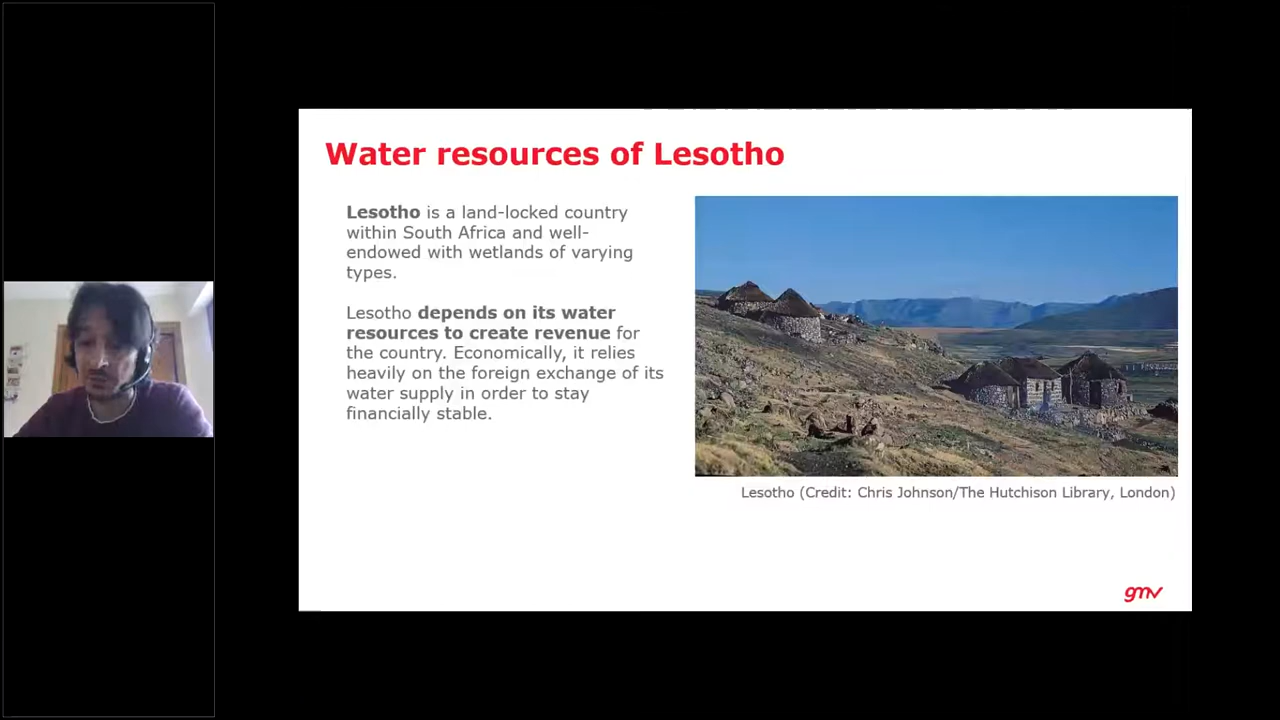 Water resources of Lesotho
Lesotho is a land-locked country
within South Africa and well-
endowed with wetlands of varying
types.
Lesotho depends on its water
resources to create revenue for
the country. Economically, it relies
heavily on the foreign exchange of its
water supply in order to stay
financially stable.
Lesotho (Credit: Chris Johnson/The Hutchison Library, London)
gmv